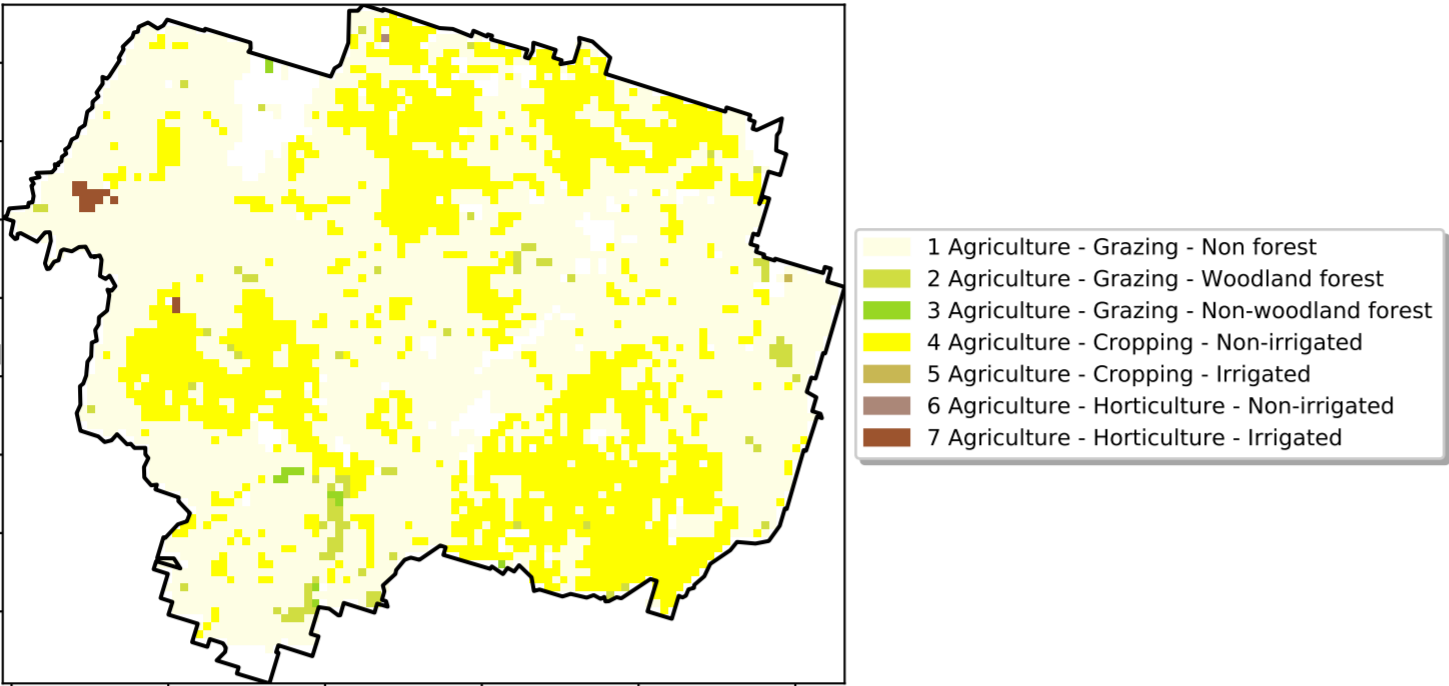 1 Agriculture - Grazing - Non forest
2 Agriculture - Grazing - Woodland forest
3 Agriculture - Grazing - Non-woodland forest
4 Agriculture - Cropping - Non-irrigated
5 Agriculture - Cropping - Irrigated
6 Agriculture - Horticulture - Non-irrigated
7 Agriculture - Horticulture - Irrigated